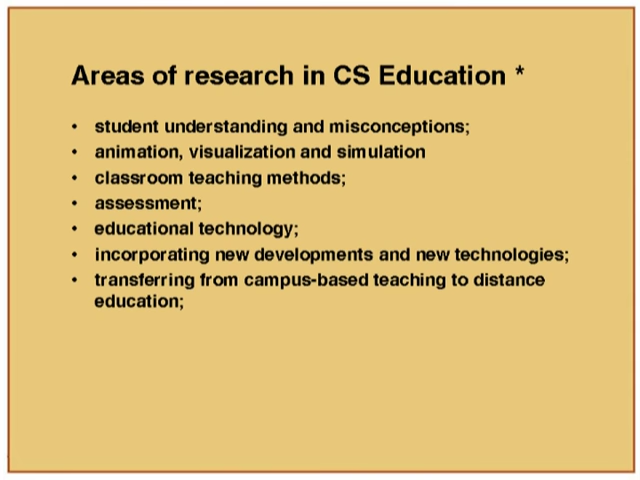 Areas of research in CS Education *
• student understanding and misconceptions;
• animation, visualization and simulation
• classroom teaching methods;
• assessment;
• educational technology;
• incorporating new developments and new technologies;
• transferring from campus-based teaching to distance
education;